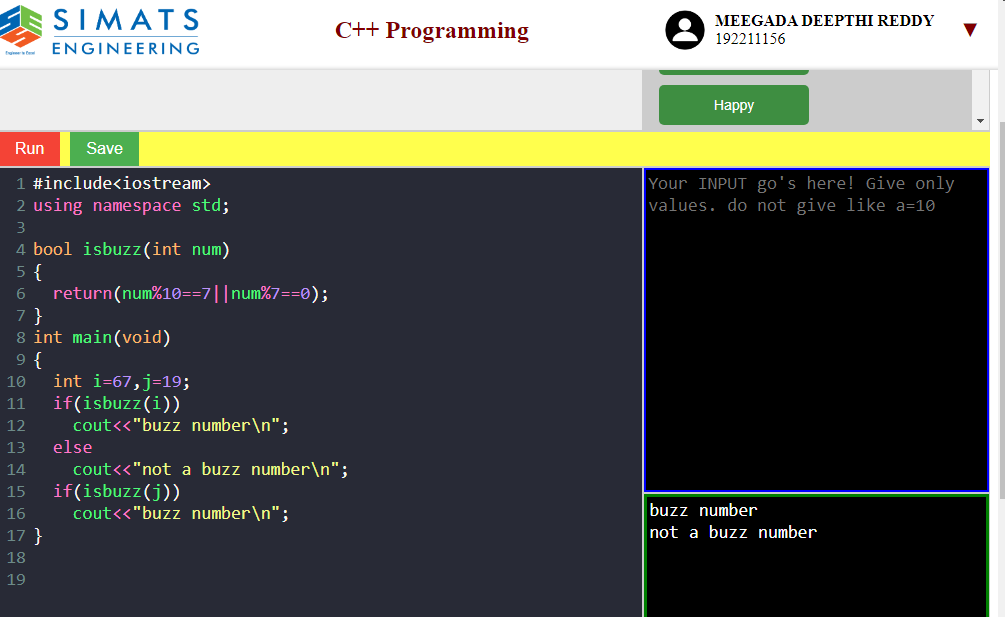 SIMATS
ENGINEERING
Engineer to Excel
C++ Programming
MEEGADA DEEPTHI REDDY
192211156
Happy
Run
Save
1 #include<iostream>
2 using namespace std;
3
4 bool isbuzz(int num)
5 {
6 return(num%10==7||num%7==0);
7 }
8 int main(void)
9 {
10 int i=67,j=19;
11 if(isbuzz(i))
12 cout<<"buzz number\n";
13 else
14 cout<<"not a buzz number\n";
15 if(isbuzz(j))
16 cout<<"buzz number\n";
17 }
18
19
Your INPUT go's here! Give only
values. do not give like a=10
buzz number
not a buzz number